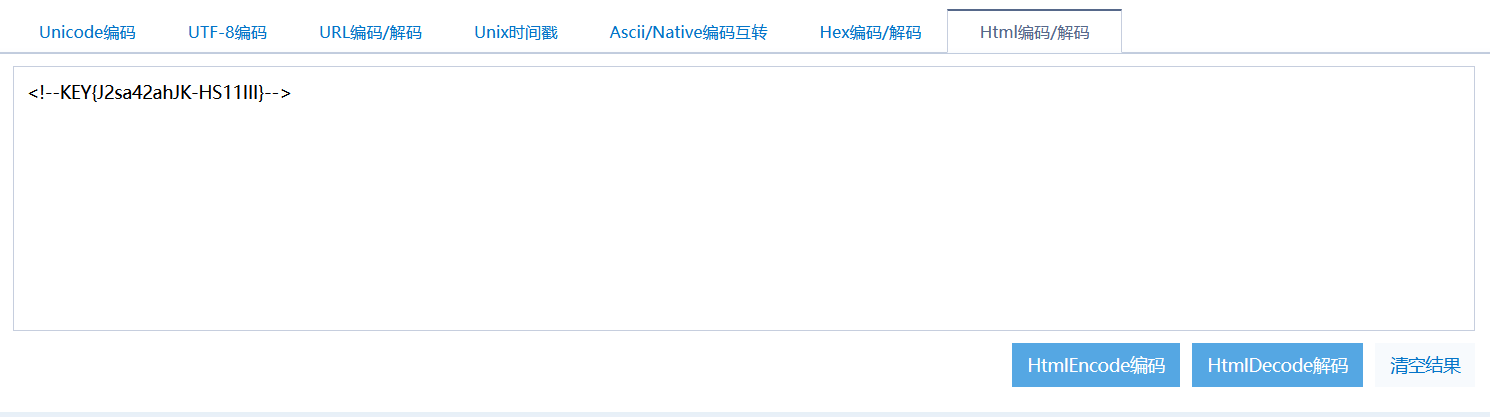 Unicode编码 UTF-8编码 URL编码/解码 Unix时间戳 Ascii/Native编码互转 Hex编码/解码 Html编码/解码
<!--KEY{J2sa42ahJK-HS11III}-->
HtmlEncode编码 HtmlDecode解码 清空结果